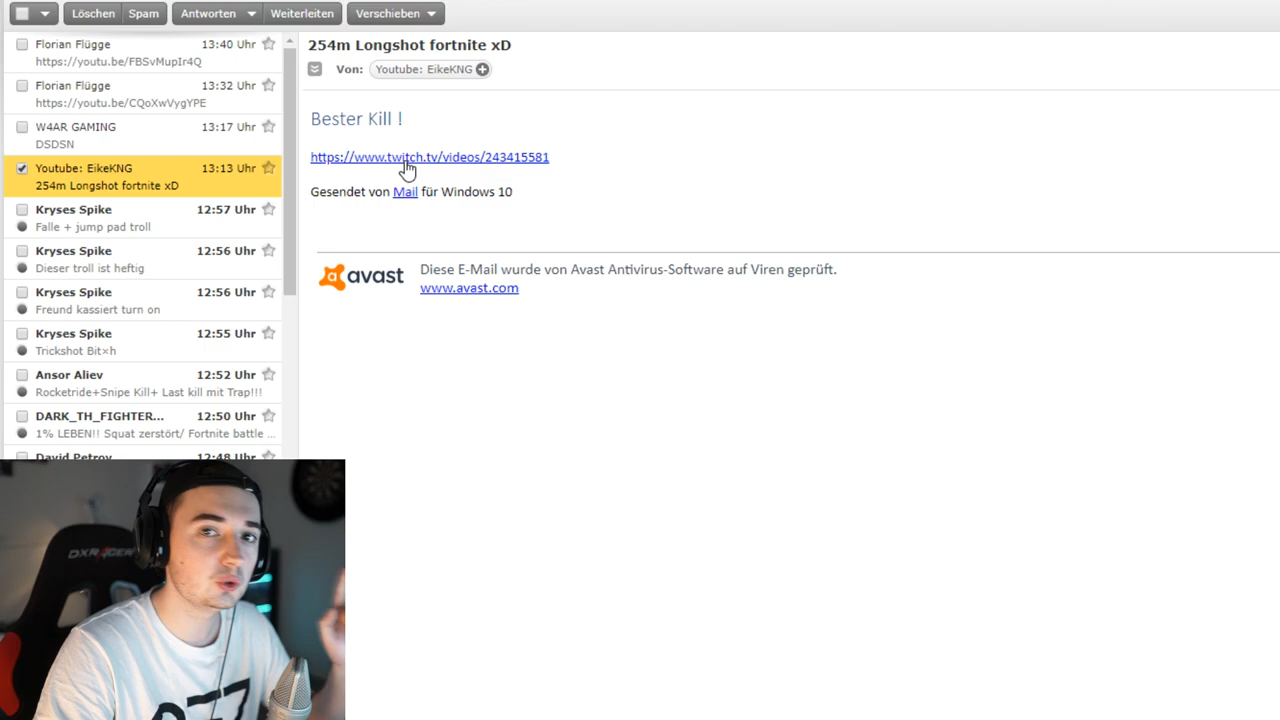 Löschen Spam Antworten Weiterleiten Verschieben
Florian Flügge 13:40 Uhr
https://youtu.be/FBSvMupIr4Q
Florian Flügge 13:32 Uhr
https://youtu.be/CQoXwVygYPE
W4AR GAMING 13:17 Uhr
DSDSN
Youtube: EikeKNG 13:13 Uhr
254m Longshot fortnite xD
Kryses Spike 12:57 Uhr
Falle + jump pad troll
Kryses Spike 12:56 Uhr
Dieser troll ist heftig
Kryses Spike 12:56 Uhr
Freund kassiert turn on
Kryses Spike 12:55 Uhr
Trickshot Bit×h
Ansor Aliev 12:52 Uhr
Rocketride+Snipe Kill+ Last kill mit Trap!!!
DARK_TH_FIGHTER... 12:50 Uhr
1% LEBEN!! Squat zerstört/ Fortnite battle ...
David Petrov 12:48 Uhr
254m Longshot fortnite xD
Von: Youtube: EikeKNG
Bester Kill !
https://www.twitch.tv/videos/243415581
Gesendet von Mail für Windows 10
avast
Diese E-Mail wurde von Avast Antivirus-Software auf Viren geprüft.
www.avast.com
DXRACER